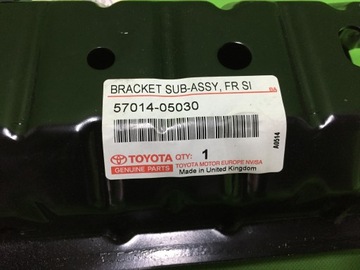 BRACKET SUB-ASSY, FR SI
57014-05030
TOYOTA
GENUINE PARTS
QTY: 1
TOYOTA MOTOR EUROPE NV/SA
Made in United Kingdom
A0514